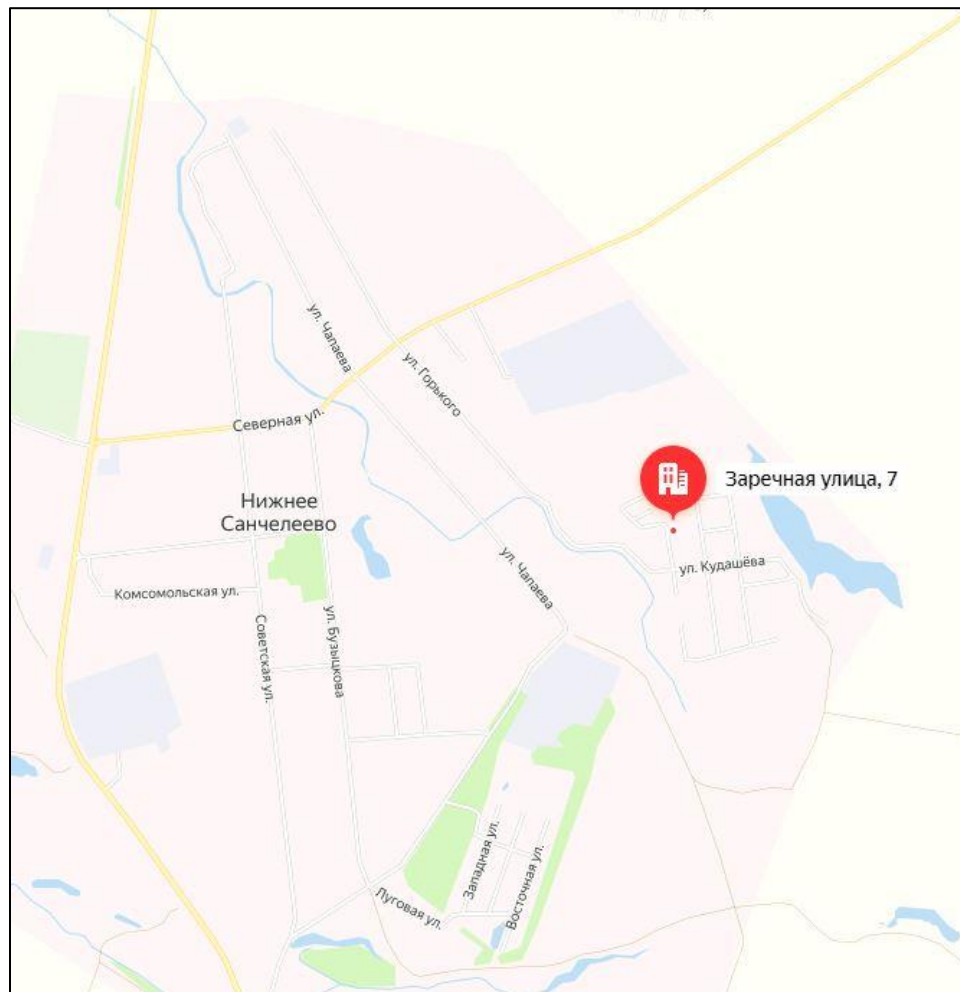 ул. Чапаева
ул. Горького
Северная ул.
Заречная улица, 7
Нижнее
Санчелеево
ул. Чапаева
ул. Кудашёва
Комсомольская ул.
Советская ул.
ул. Бузыцкова
Западная ул.
Восточная ул.
Луговая ул.